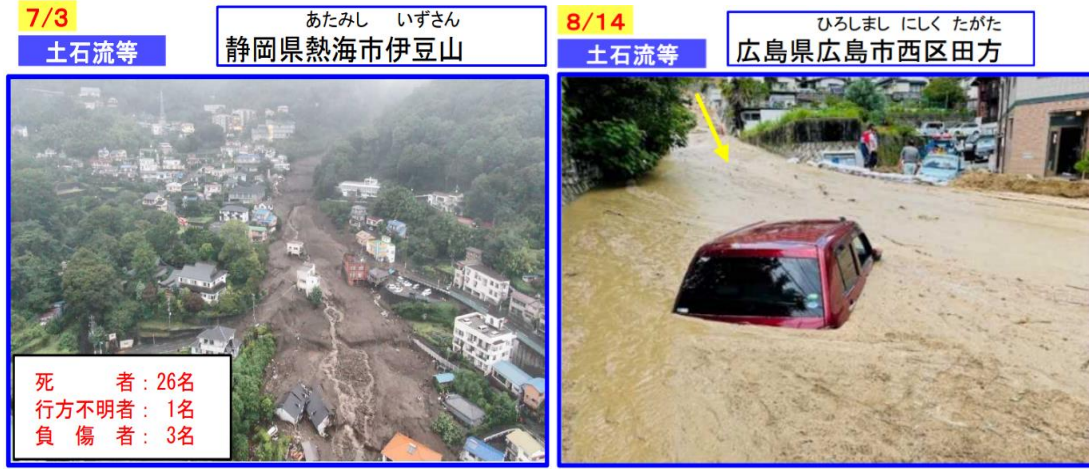 7/3
土石流等
あたみし いずさん
静岡県熱海市伊豆山
死者:26名
行方不明者: 1名
負傷者: 3名
8/14
土石流等
ひろしまし にしく たがた
広島県広島市西区田方